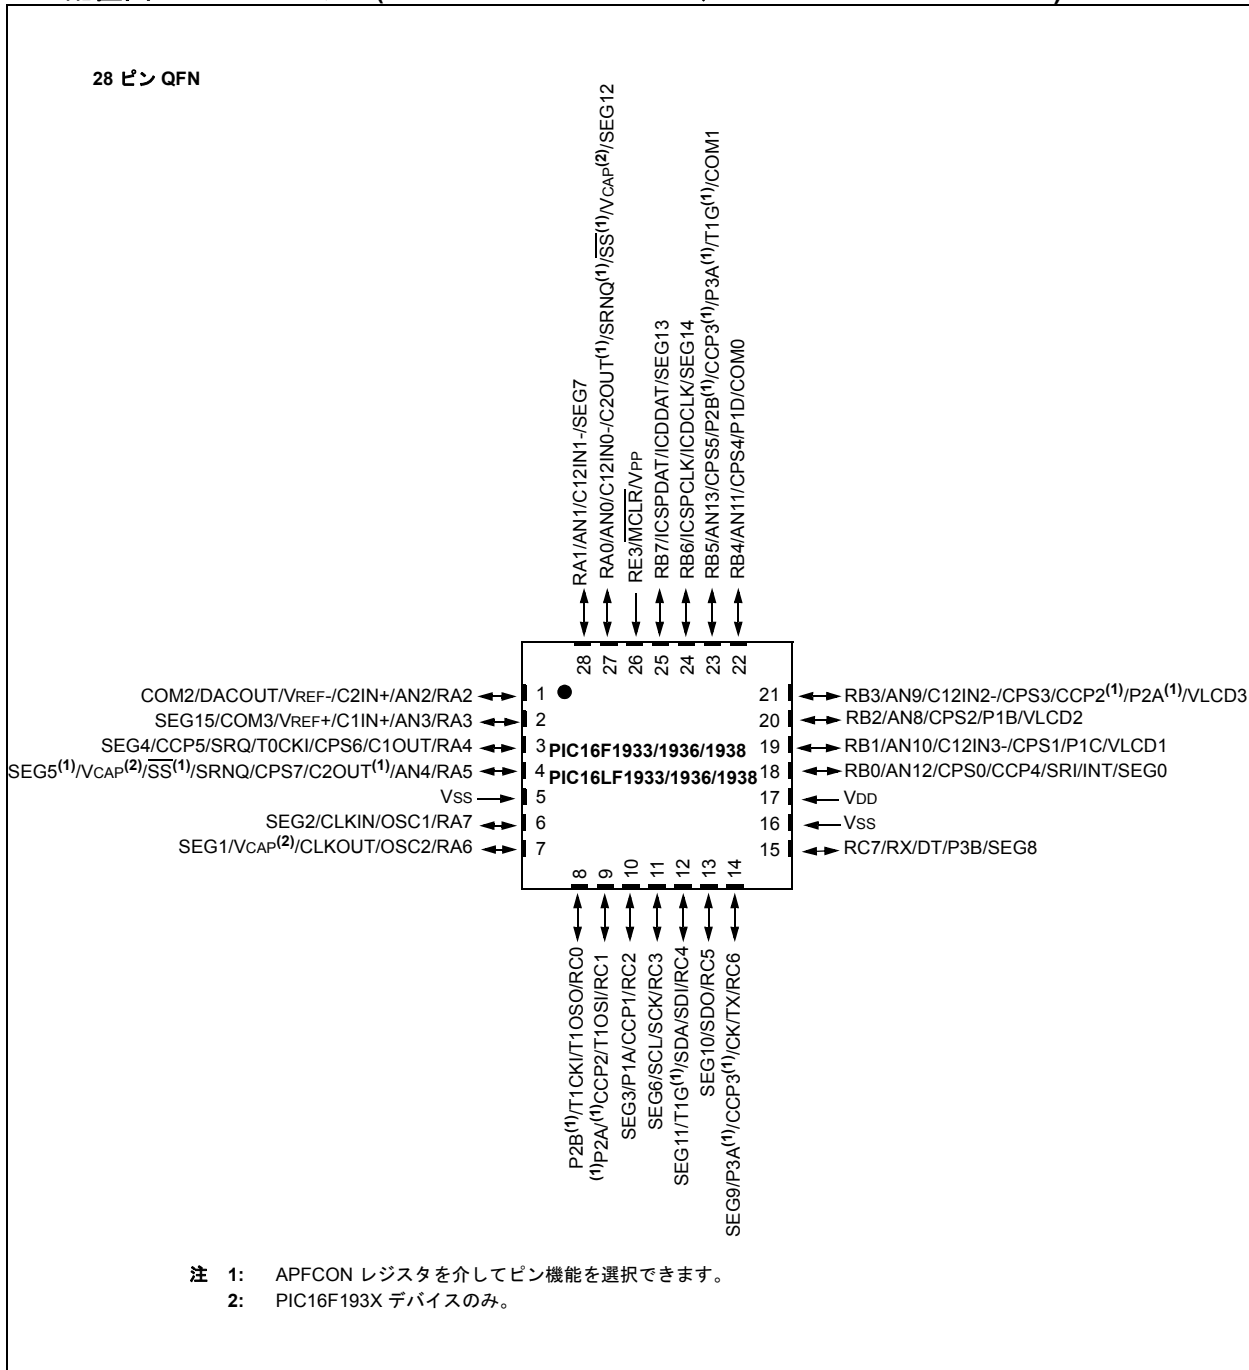 28 ピン QFN
RA1/AN1/C12IN1-/SEG7
RA0/AN0/C12IN0-/C2OUT(1)/SRNQ(1)/SS(1)/VCAP(2)/SEG12
RE3/MCLR/VPP
RB7/ICSPDAT/ICDDAT/SEG13
RB6/ICSPCLK/ICDCLK/SEG14
RB5/AN13/CPS5/P2B(1)/CCP3(1)/P3A(1)/T1G(1)/COM1
RB4/AN11/CPS4/P1D/COM0
28 27 26 25 24 23 22
COM2/DACOUT/VREF-/C2IN+/AN2/RA2 1
SEG15/COM3/VREF+/C1IN+/AN3/RA3 2
SEG4/CCP5/SRQ/T0CKI/CPS6/C1OUT/RA4 3
SEG5(1)/VCAP(2)/SS(1)/SRNQ/CPS7/C2OUT(1)/AN4/RA5 4
VSS 5
SEG2/CLKIN/OSC1/RA7 6
SEG1/VCAP(2)/CLKOUT/OSC2/RA6 7
PIC16F1933/1936/1938
PIC16LF1933/1936/1938
21 RB3/AN9/C12IN2-/CPS3/CCP2(1)/P2A(1)/VLCD3
20 RB2/AN8/CPS2/P1B/VLCD2
19 RB1/AN10/C12IN3-/CPS1/P1C/VLCD1
18 RB0/AN12/CPS0/CCP4/SRI/INT/SEG0
17 VDD
16 VSS
15 RC7/RX/DT/P3B/SEG8
8 9 10 11 12 13 14
P2B(1)/T1CKI/T1OSO/RC0
(1)P2A/(1)CCP2/T1OSI/RC1
SEG3/P1A/CCP1/RC2
SEG6/SCL/SCK/RC3
SEG11/T1G(1)/SDA/SDI/RC4
SEG10/SDO/RC5
SEG9/P3A(1)/CCP3(1)/CK/TX/RC6
注 1: APFCON レジスタを介してピン機能を選択できます。
2: PIC16F193X デバイスのみ。